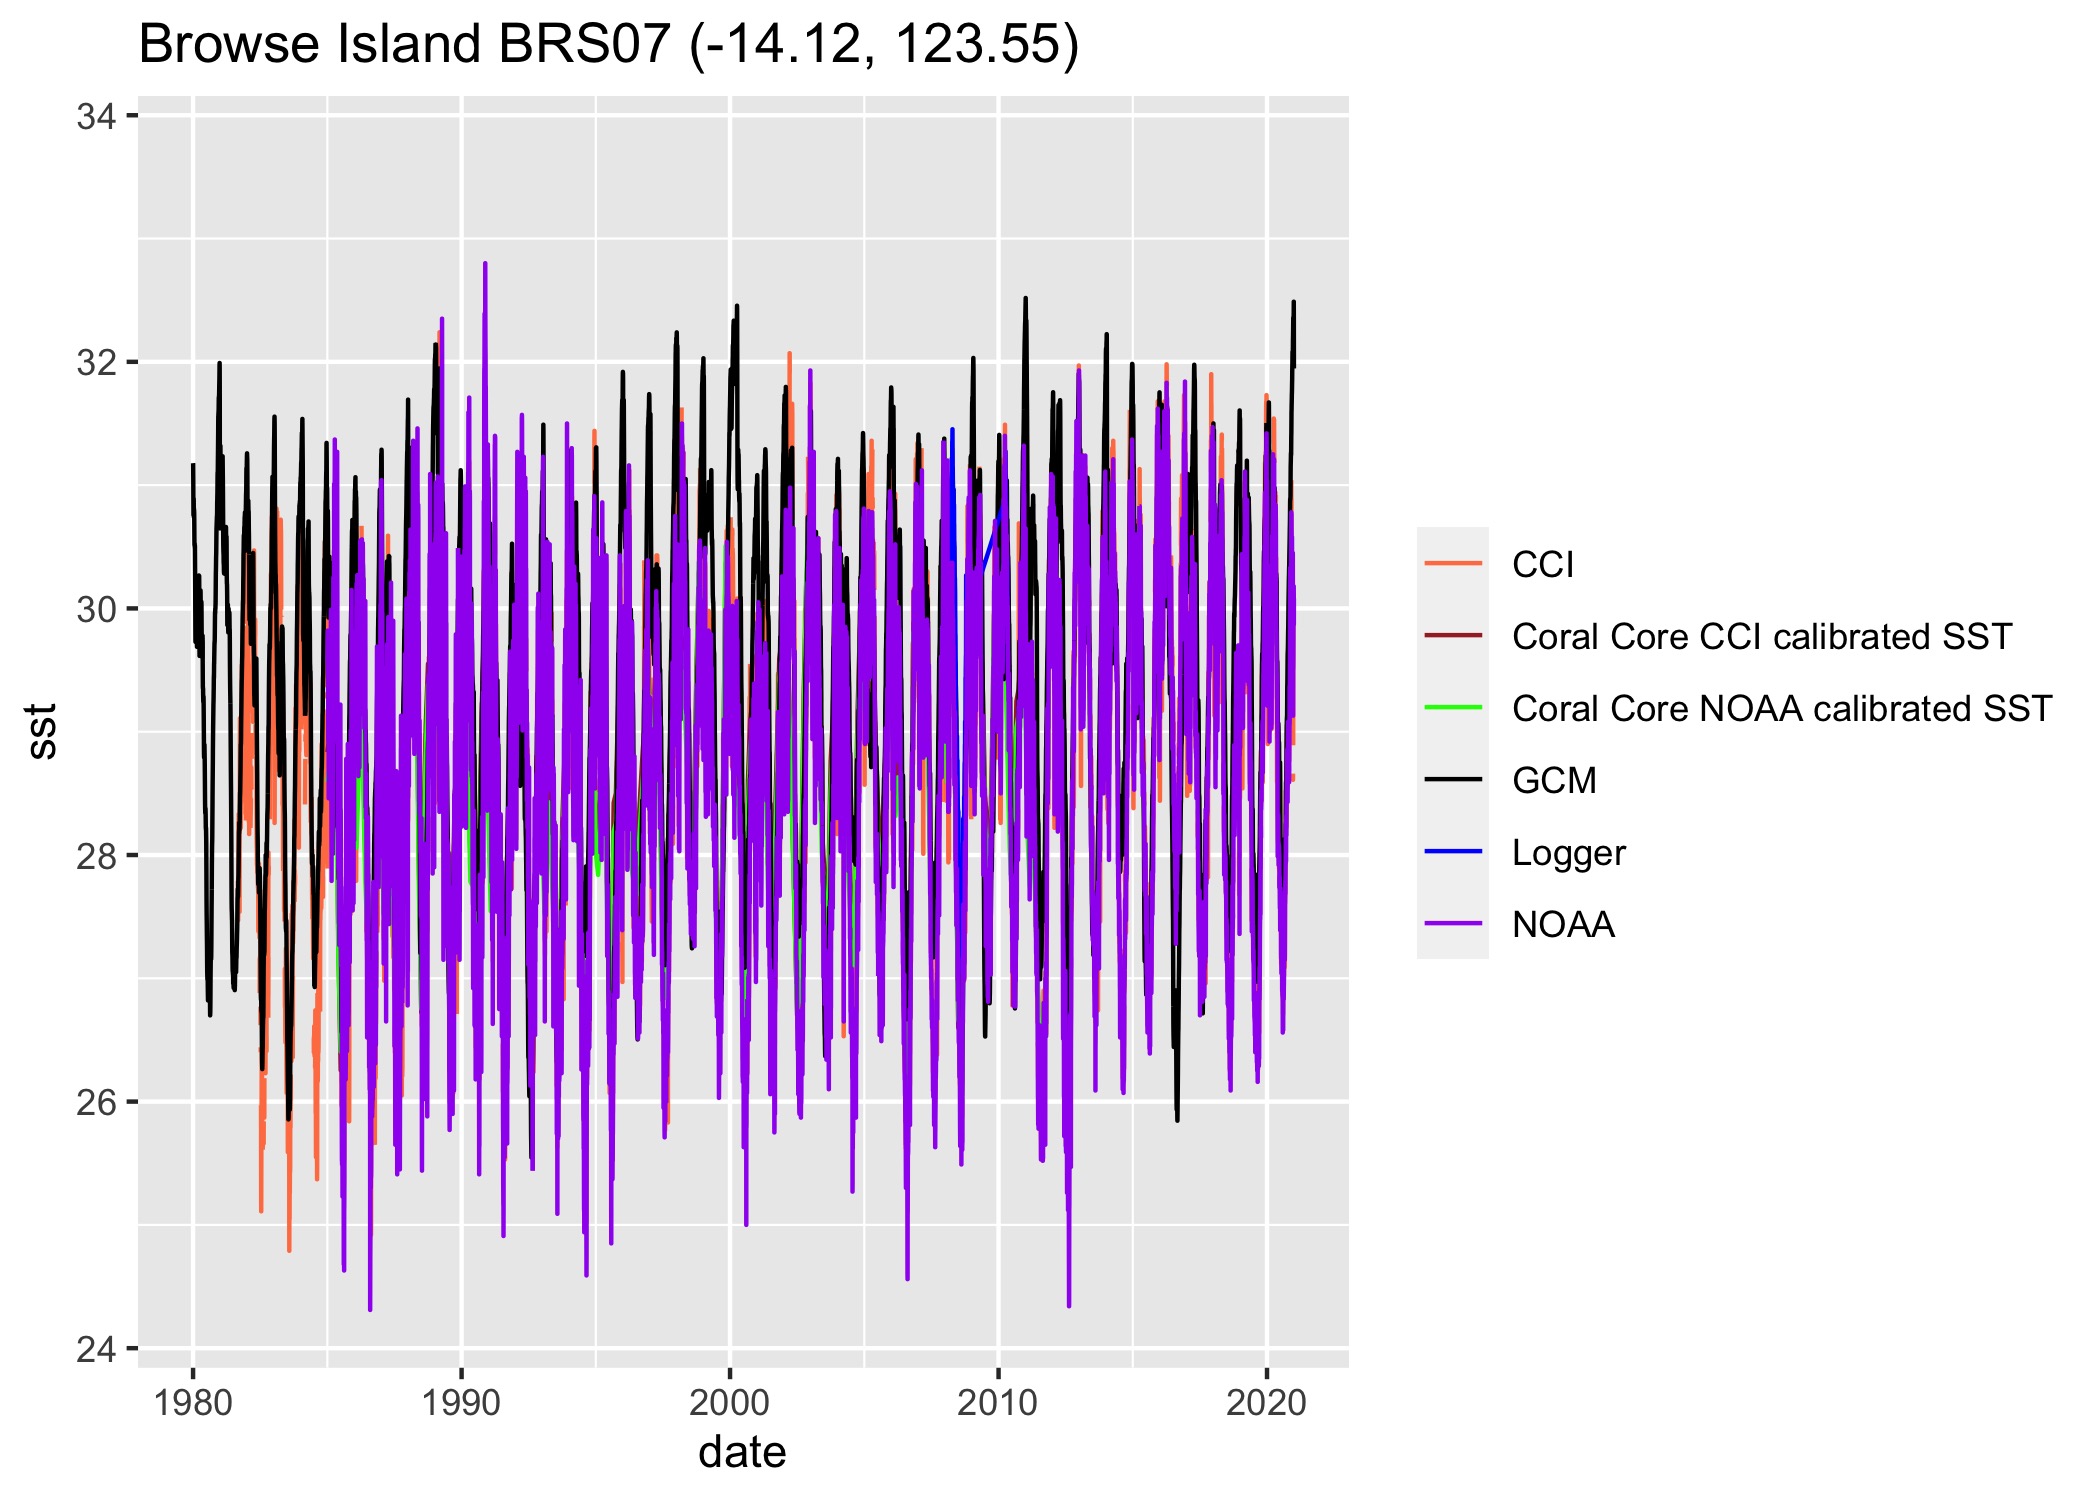 Browse Island BRS07 (-14.12, 123.55)
34
32
30
28
26
24
sst
1980 1990 2000 2010 2020
date
CCI
Coral Core CCI calibrated SST
Coral Core NOAA calibrated SST
GCM
Logger
NOAA